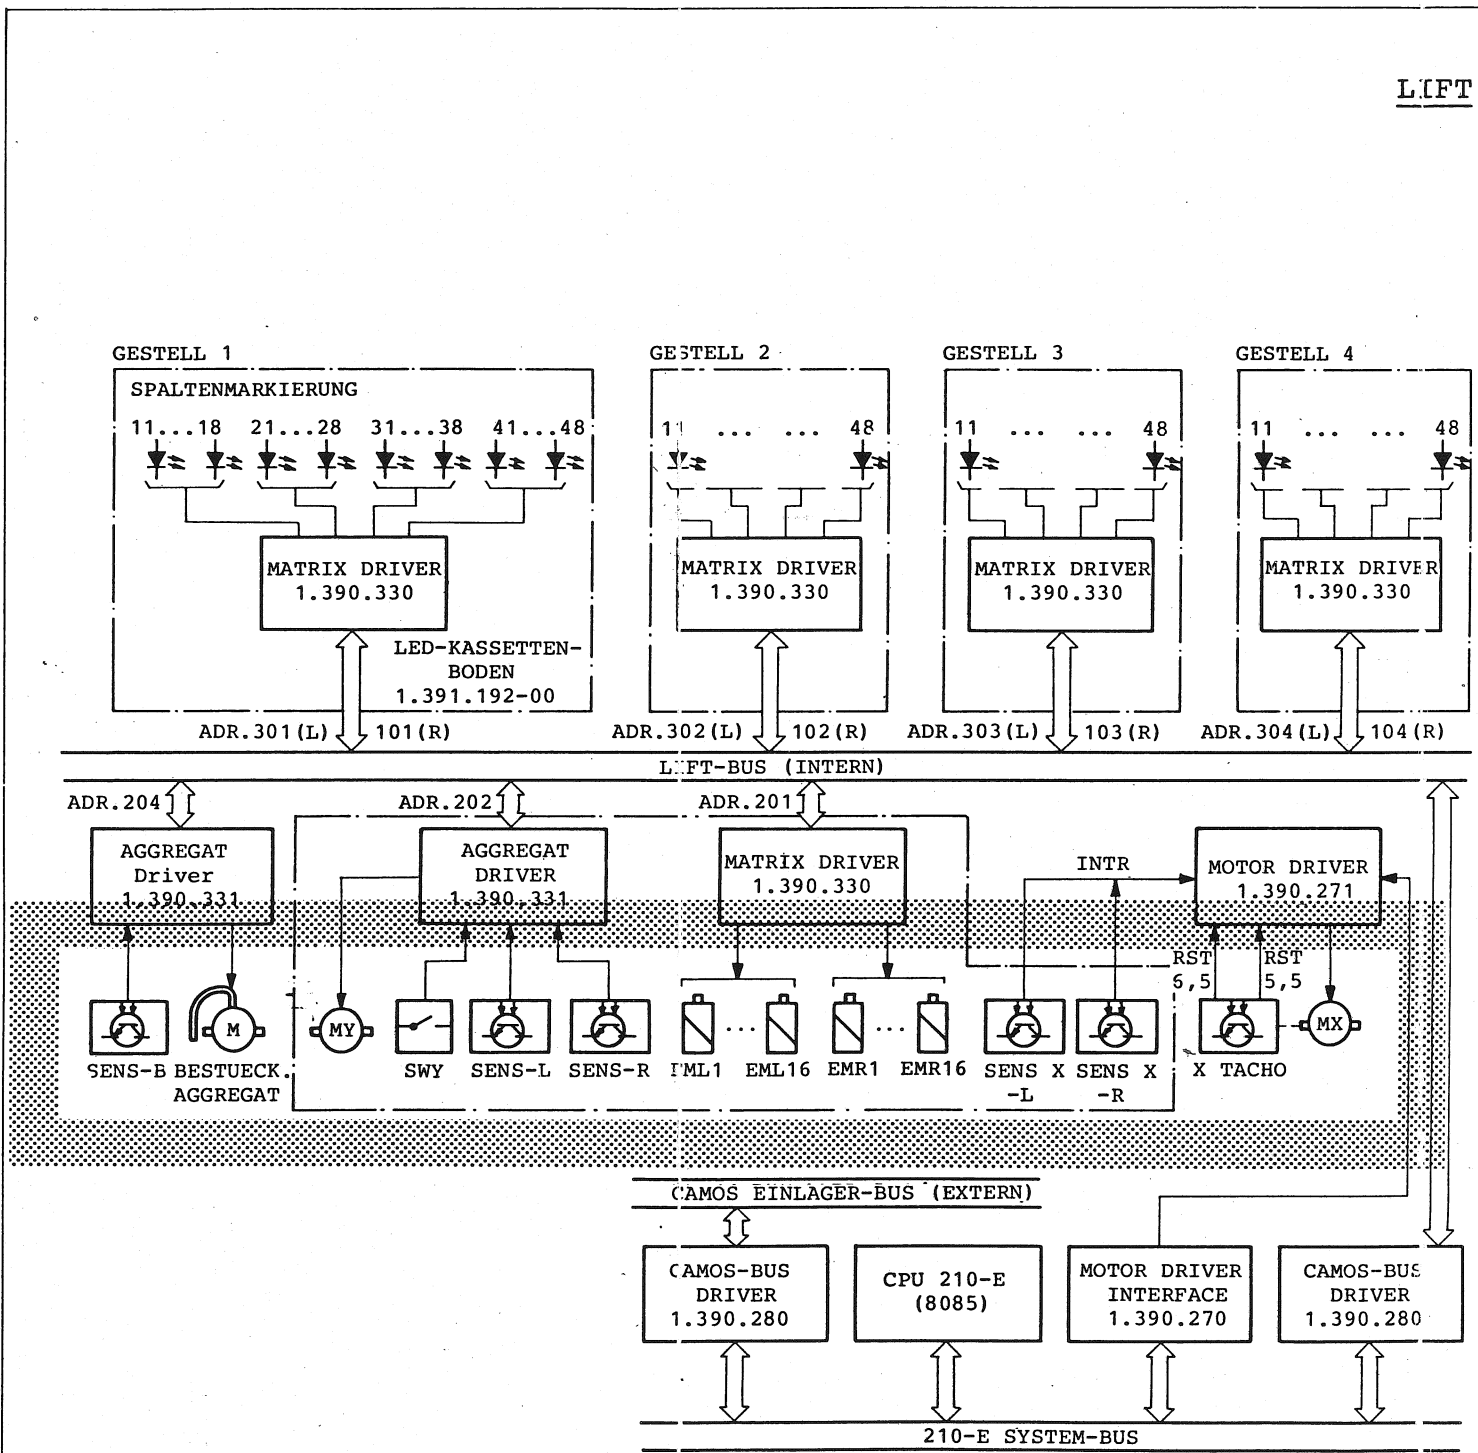 LIFT
GESTELL 1
GESTELL 2
GESTELL 3
GESTELL 4
SPALTENMARKIERUNG
11...18 21...28 31...38 41...48
11 ... ... 48
11 ... ... 48
11 ... ... 48
MATRIX DRIVER
1.390.330
MATRIX DRIVER
1.390.330
MATRIX DRIVER
1.390.330
MATRIX DRIVER
1.390.330
LED-KASSETTEN-
BODEN
1.391.192-00
ADR.301(L) 101(R)
ADR.302(L) 102(R)
ADR.303(L) 103(R)
ADR.304(L) 104(R)
LIFT-BUS (INTERN)
ADR.204
ADR.202
ADR.201
AGGREGAT
Driver
1.390.331
AGGREGAT
DRIVER
1.390.331
MATRIX DRIVER
1.390.330
INTR
MOTOR DRIVER
1.390.271
RST
6,5
RST
5,5
M
MY
MX
SENS-B
BESTUECK.
AGGREGAT
SWY
SENS-L
SENS-R
... 
EML1 EML16
...
EMR1 EMR16
SENS X
-L
SENS X
-R
X TACHO
CAMOS EINLAGER-BUS (EXTERN)
CAMOS-BUS
DRIVER
1.390.280
CPU 210-E
(8085)
MOTOR DRIVER
INTERFACE
1.390.270
CAMOS-BUS
DRIVER
1.390.280
210-E SYSTEM-BUS